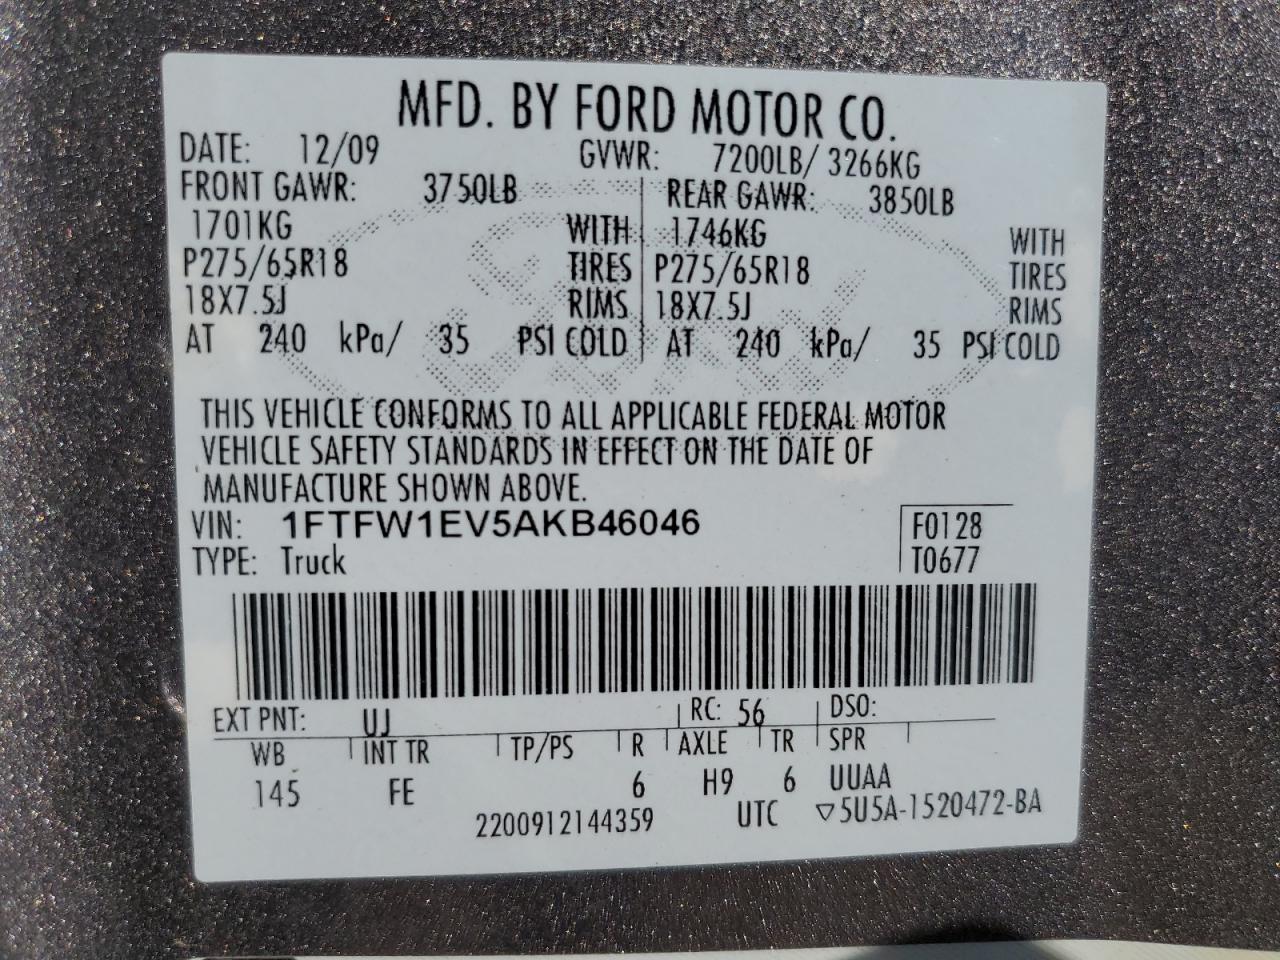 MFD. BY FORD MOTOR CO.
DATE: 12/09 GVWR: 7200LB/ 3266KG
FRONT GAWR: 3750LB REAR GAWR: 3850LB
1701KG WITH 1746KG WITH
P275/65R18 TIRES P275/65R18 TIRES
18X7.5J RIMS 18X7.5J RIMS
AT 240 kPa/ 35 PSI COLD AT 240 kPa/ 35 PSI COLD
THIS VEHICLE CONFORMS TO ALL APPLICABLE FEDERAL MOTOR
VEHICLE SAFETY STANDARDS IN EFFECT ON THE DATE OF
MANUFACTURE SHOWN ABOVE.
VIN: 1FTFW1EV5AKB46046 F0128
TYPE: Truck T0677
EXT PNT: UJ RC: 56 DSO:
WB INT TR TP/PS R AXLE TR SPR
145 FE 6 H9 6 UUAA
2200912144359 UTC ▽5U5A-1520472-BA